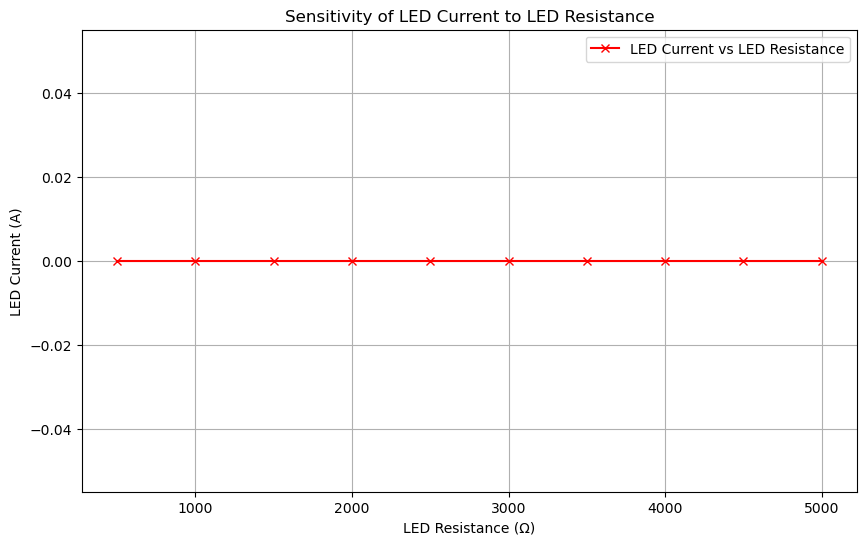 Sensitivity of LED Current to LED Resistance
LED Current vs LED Resistance
0.04
0.02
0.00
−0.02
−0.04
LED Current (A)
1000 2000 3000 4000 5000
LED Resistance (Ω)